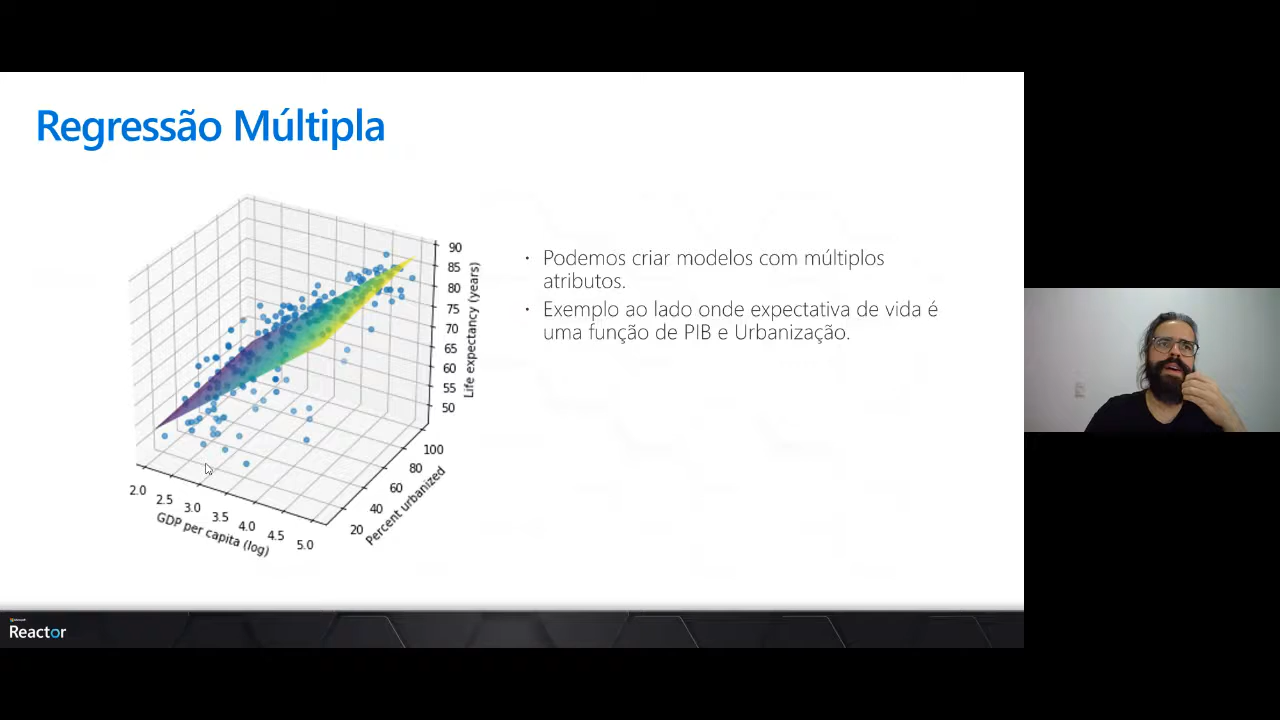 Regressão Múltipla
90
85
80
75
70
65
60
55
50
Life expectancy (years)
100
80
60
40
20
Percent urbanized
2.0
2.5
3.0
3.5
4.0
4.5
5.0
GDP per capita (log)
• Podemos criar modelos com múltiplos
atributos.
• Exemplo ao lado onde expectativa de vida é
uma função de PIB e Urbanização.
Reactor